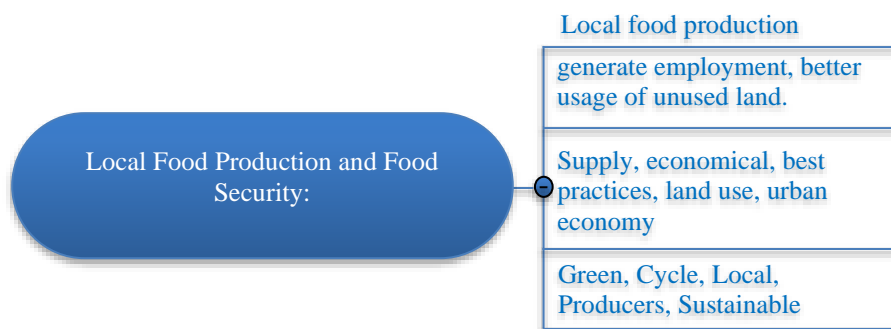 Local Food Production and Food
Security:
Local food production
generate employment, better
usage of unused land.
Supply, economical, best
practices, land use, urban
economy
Green, Cycle, Local,
Producers, Sustainable